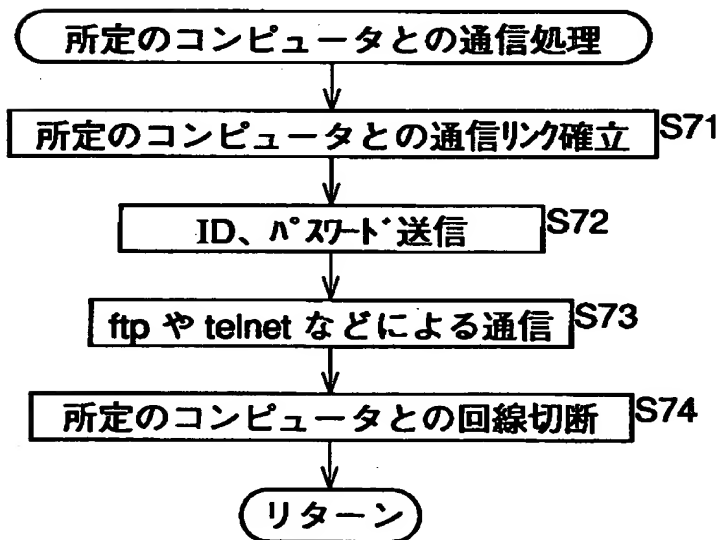 所定のコンピュータとの通信処理
所定のコンピュータとの通信ﾘﾝｸ確立 S71
ID、ﾊﾟｽﾜｰﾄﾞ送信 S72
ftp や telnet などによる通信 S73
所定のコンピュータとの回線切断 S74
リターン